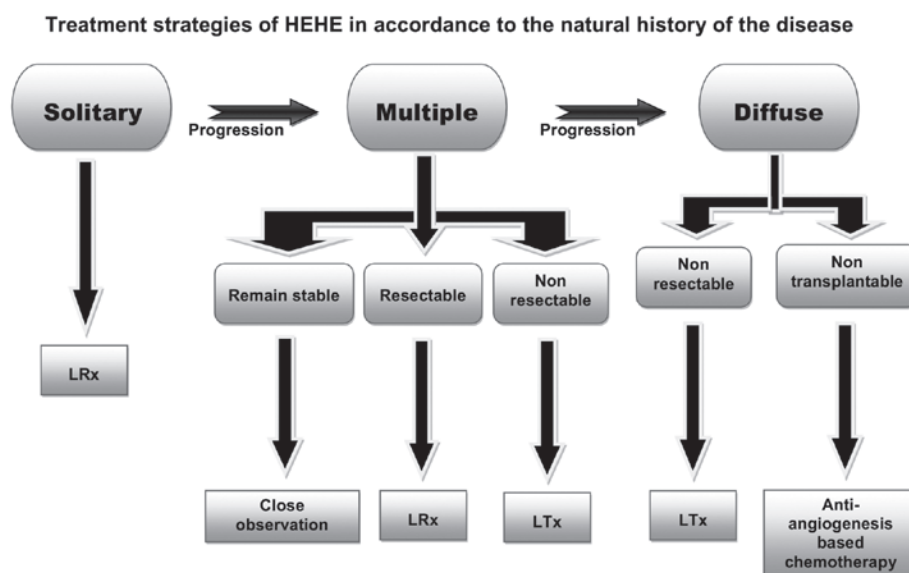 Treatment strategies of HEHE in accordance to the natural history of the disease
Solitary
Progression
Multiple
Progression
Diffuse
Remain stable
Resectable
Non
resectable
Non
resectable
Non
transplantable
LRx
Close
observation
LRx
LTx
LTx
Anti-
angiogenesis
based
chemotherapy